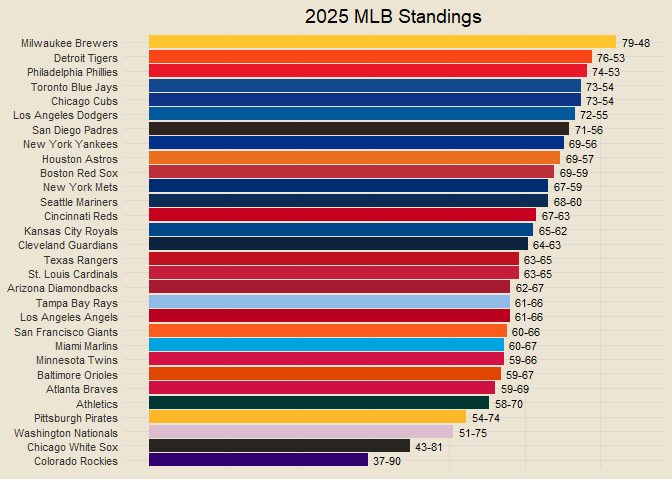 2025 MLB Standings
Milwaukee Brewers 79-48
Detroit Tigers 76-53
Philadelphia Phillies 74-53
Toronto Blue Jays 73-54
Chicago Cubs 73-54
Los Angeles Dodgers 72-55
San Diego Padres 71-56
New York Yankees 69-56
Houston Astros 69-57
Boston Red Sox 69-59
New York Mets 67-59
Seattle Mariners 68-60
Cincinnati Reds 67-63
Kansas City Royals 65-62
Cleveland Guardians 64-63
Texas Rangers 63-65
St. Louis Cardinals 63-65
Arizona Diamondbacks 62-67
Tampa Bay Rays 61-66
Los Angeles Angels 61-66
San Francisco Giants 60-66
Miami Marlins 60-67
Minnesota Twins 59-66
Baltimore Orioles 59-67
Atlanta Braves 59-69
Athletics 58-70
Pittsburgh Pirates 54-74
Washington Nationals 51-75
Chicago White Sox 43-81
Colorado Rockies 37-90